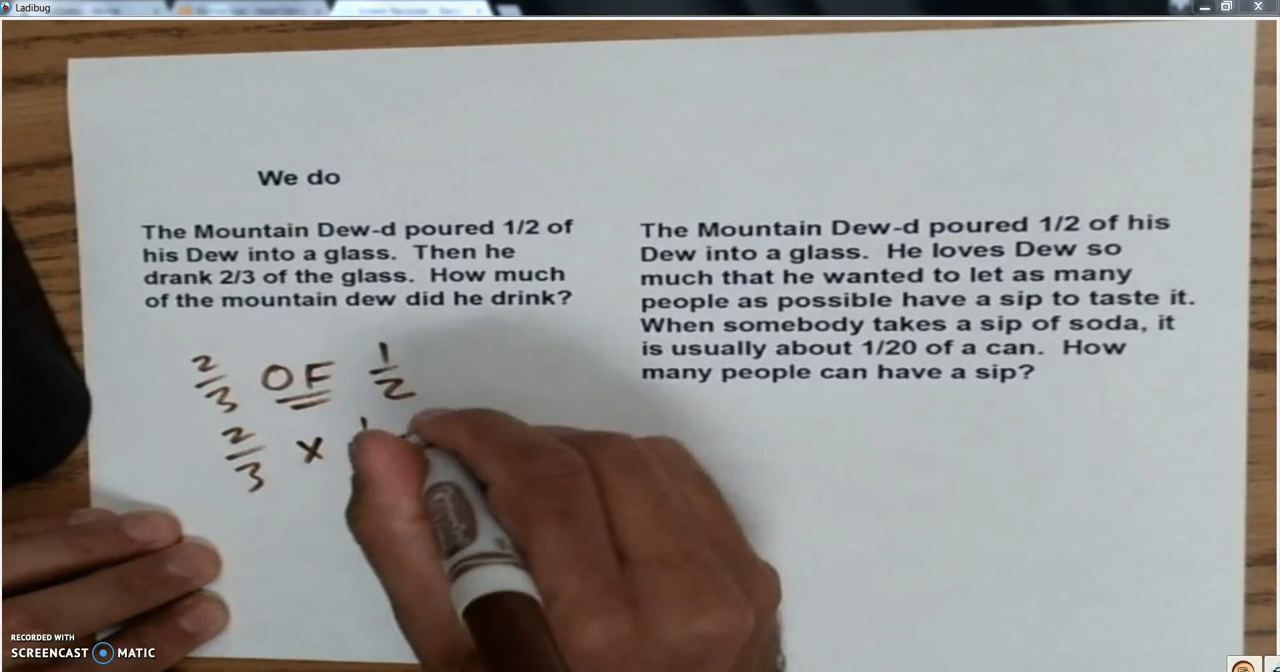 Ladibug
We do
The Mountain Dew-d poured 1/2 of
his Dew into a glass. Then he
drank 2/3 of the glass. How much
of the mountain dew did he drink?
2/3 OF 1/2
2/3 x 1
The Mountain Dew-d poured 1/2 of his
Dew into a glass. He loves Dew so
much that he wanted to let as many
people as possible have a sip to taste it.
When somebody takes a sip of soda, it
is usually about 1/20 of a can. How
many people can have a sip?
RECORDED WITH
SCREENCAST MATIC